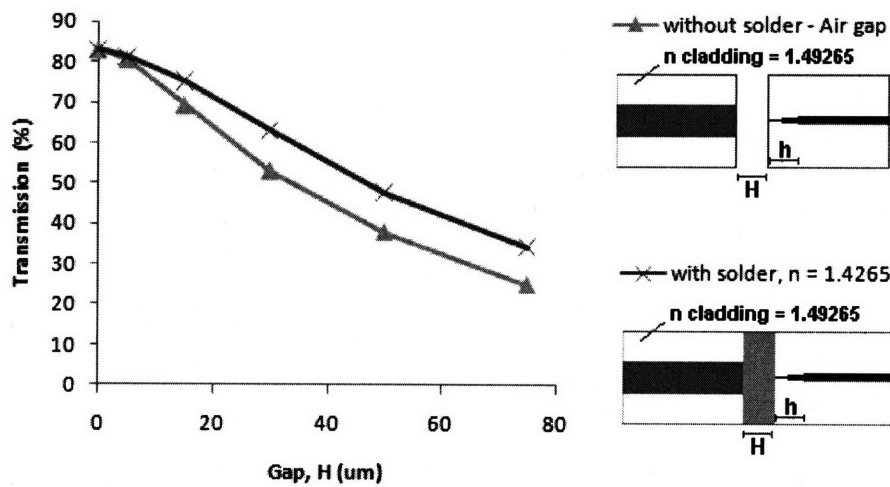 90
80
70
60
50
40
30
20
10
0
Transmission (%)
0 20 40 60 80
Gap, H (um)
without solder - Air gap
n cladding = 1.49265
h
H
with solder, n = 1.4265
n cladding = 1.49265
h
H